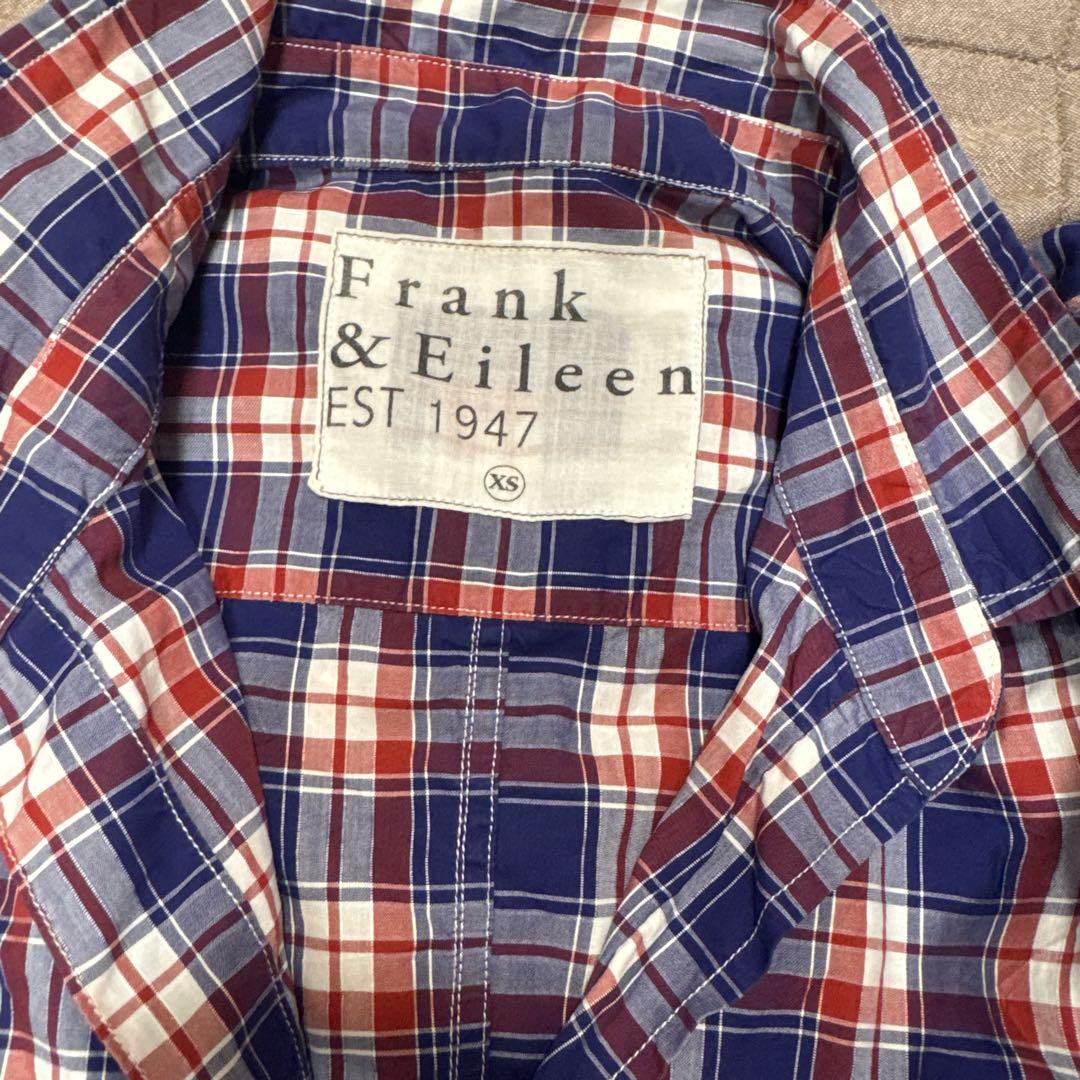 Frank
& Eileen
EST 1947
XS